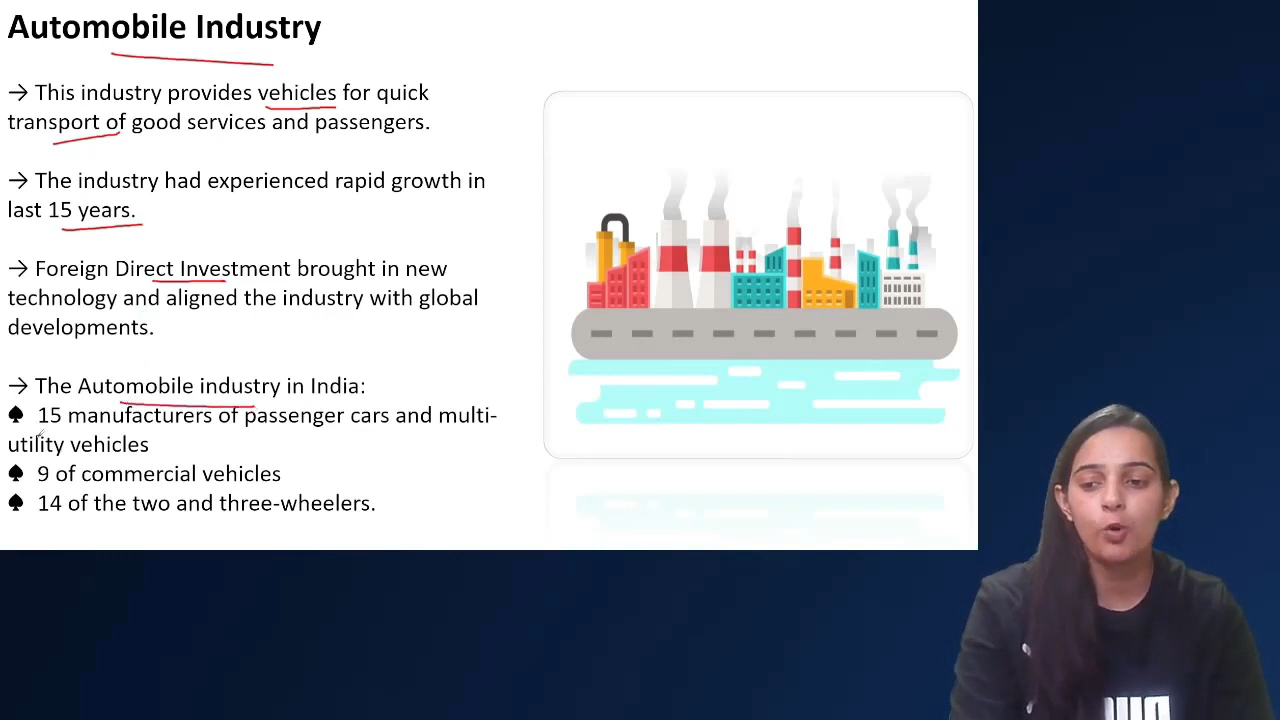 Automobile Industry
→ This industry provides vehicles for quick
transport of good services and passengers.
→ The industry had experienced rapid growth in
last 15 years.
→ Foreign Direct Investment brought in new
technology and aligned the industry with global
developments.
→ The Automobile industry in India:
♠ 15 manufacturers of passenger cars and multi-
utility vehicles
♠ 9 of commercial vehicles
♠ 14 of the two and three-wheelers.